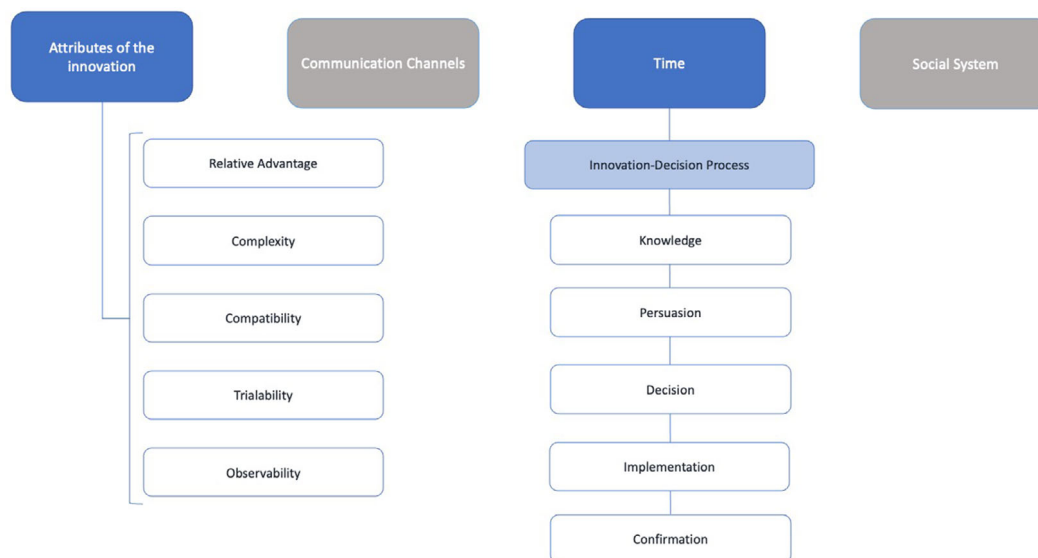 Attributes of the
innovation
Communication Channels
Time
Social System
Relative Advantage
Complexity
Compatibility
Trialability
Observability
Innovation-Decision Process
Knowledge
Persuasion
Decision
Implementation
Confirmation